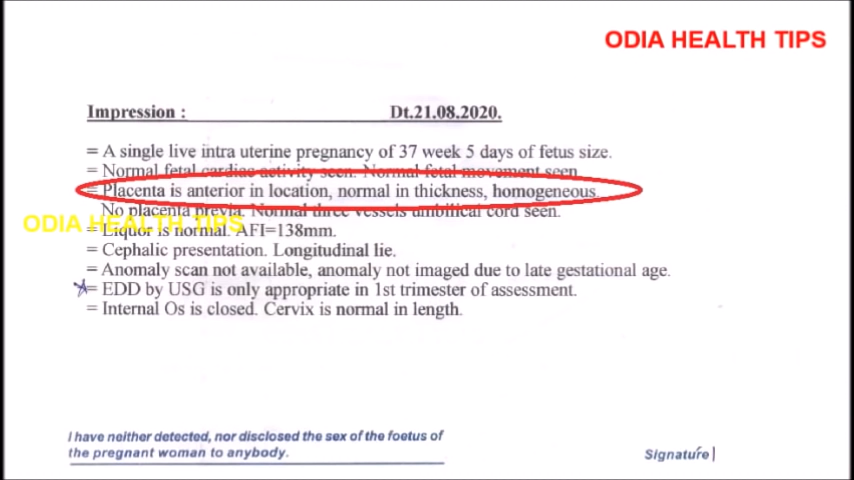 ODIA HEALTH TIPS
Impression : Dt.21.08.2020.
= A single live intra uterine pregnancy of 37 week 5 days of fetus size.
= Normal fetal cardiac activity seen. Normal fetal movement seen.
= Placenta is anterior in location, normal in thickness, homogeneous.
No placenta previa. Normal three vessels umbilical cord seen.
ODIA HEALTH TIPS
= Liquor is normal. AFI=138mm.
= Cephalic presentation. Longitudinal lie.
= Anomaly scan not available, anomaly not imaged due to late gestational age.
= EDD by USG is only appropriate in 1st trimester of assessment.
= Internal Os is closed. Cervix is normal in length.
I have neither detected, nor disclosed the sex of the foetus of
the pregnant woman to anybody.
Signature